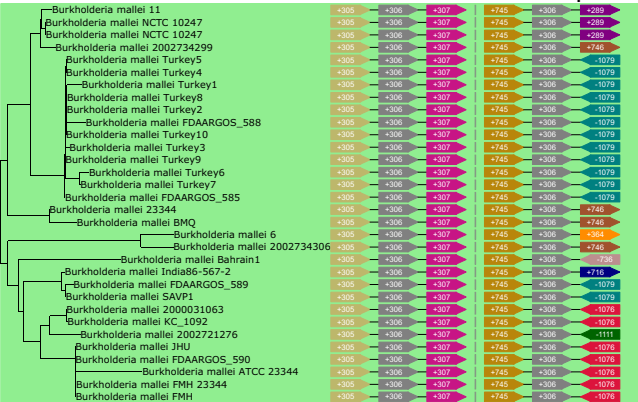 Burkholderia mallei 11 +305 +306 +307 +745 +306 +289
Burkholderia mallei NCTC 10247 +305 +306 +307 +745 +306 +289
Burkholderia mallei NCTC 10247 +305 +306 +307 +745 +306 +289
Burkholderia mallei 2002734299 +305 +306 +307 +745 +306 +746
Burkholderia mallei Turkey5 +305 +306 +307 +745 +306 -1079
Burkholderia mallei Turkey4 +305 +306 +307 +745 +306 -1079
Burkholderia mallei Turkey1 +305 +306 +307 +745 +306 -1079
Burkholderia mallei Turkey8 +305 +306 +307 +745 +306 -1079
Burkholderia mallei Turkey2 +305 +306 +307 +745 +306 -1079
Burkholderia mallei FDAARGOS_588 +305 +306 +307 +745 +306 -1079
Burkholderia mallei Turkey10 +305 +306 +307 +745 +306 -1079
Burkholderia mallei Turkey3 +305 +306 +307 +745 +306 -1079
Burkholderia mallei Turkey9 +305 +306 +307 +745 +306 -1079
Burkholderia mallei Turkey6 +305 +306 +307 +745 +306 -1079
Burkholderia mallei Turkey7 +305 +306 +307 +745 +306 -1079
Burkholderia mallei FDAARGOS_585 +305 +306 +307 +745 +306 -1079
Burkholderia mallei 23344 +305 +306 +307 +745 +306 +746
Burkholderia mallei BMQ +305 +306 +307 +745 +306 +746
Burkholderia mallei 6 +305 +306 +307 +745 +306 +364
Burkholderia mallei 2002734306 +305 +306 +307 +745 +306 +746
Burkholderia mallei Bahrain1 +305 +306 +307 +745 +306 -736
Burkholderia mallei India86-567-2 +305 +306 +307 +745 +306 +716
Burkholderia mallei FDAARGOS_589 +305 +306 +307 +745 +306 -1079
Burkholderia mallei SAVP1 +305 +306 +307 +745 +306 -1079
Burkholderia mallei 2000031063 +305 +306 +307 +745 +306 -1076
Burkholderia mallei KC_1092 +305 +306 +307 +745 +306 -1076
Burkholderia mallei 2002721276 +305 +306 +307 +745 +306 -1111
Burkholderia mallei JHU +305 +306 +307 +745 +306 -1076
Burkholderia mallei FDAARGOS_590 +305 +306 +307 +745 +306 -1076
Burkholderia mallei ATCC 23344 +305 +306 +307 +745 +306 -1076
Burkholderia mallei FMH 23344 +305 +306 +307 +745 +306 -1076
Burkholderia mallei FMH +305 +306 +307 +745 +306 -1076